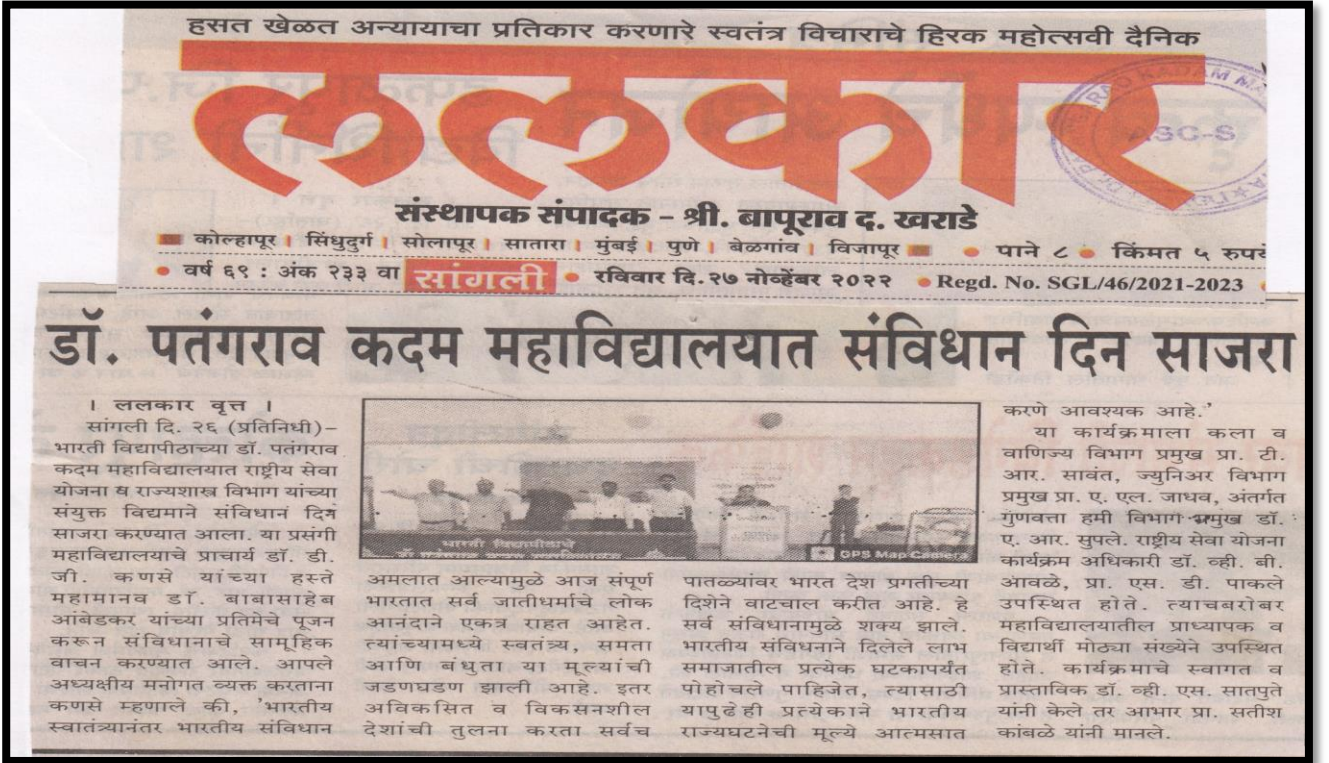 हसत खेळत अन्यायाचा प्रतिकार करणारे स्वतंत्र विचाराचे हिरक महोत्सवी दैनिक
ललकार
संस्थापक संपादक - श्री. बापूराव द. खराडे
कोल्हापूर | सिंधुदुर्ग | सोलापूर | सातारा | मुंबई | पुणे | बेळगांव | विजापूर
पाने ८ किंमत ५ रुपये
वर्ष ६९ : अंक २३३ वा सांगली रविवार दि. २७ नोव्हेंबर २०२२ Regd. No. SGL/46/2021-2023
डॉ. पतंगराव कदम महाविद्यालयात संविधान दिन साजरा
। ललकार वृत्त ।
सांगली दि. २६ (प्रतिनिधी)-
भारती विद्यापीठाच्या डॉ. पतंगराव
कदम महाविद्यालयात राष्ट्रीय सेवा
योजना व राज्यशास्त्र विभाग यांच्या
संयुक्त विद्यमाने संविधान दिन
साजरा करण्यात आला. या प्रसंगी
महाविद्यालयाचे प्राचार्य डॉ. डी.
जी. कणसे यांच्या हस्ते
महामानव डॉ. बाबासाहेब
आंबेडकर यांच्या प्रतिमेचे पूजन
करून संविधानाचे सामूहिक
वाचन करण्यात आले. आपले
अध्यक्षीय मनोगत व्यक्त करताना
कणसे म्हणाले की, 'भारतीय
स्वातंत्र्यानंतर भारतीय संविधान
भारती विद्यापीठाचे
GPS Map Camera
अमलात आल्यामुळे आज संपूर्ण
भारतात सर्व जातीधर्माचे लोक
आनंदाने एकत्र राहत आहेत.
त्यांच्यामध्ये स्वतंत्र्य, समता
आणि बंधुता या मूल्यांची
जडणघडण झाली आहे. इतर
अविकसित व विकसनशील
देशांची तुलना करता सर्वच
पातळ्यांवर भारत देश प्रगतीच्या
दिशेने वाटचाल करीत आहे. हे
सर्व संविधानामुळे शक्य झाले.
भारतीय संविधनाने दिलेले लाभ
समाजातील प्रत्येक घटकापर्यंत
पोहोचले पाहिजेत, त्यासाठी
यापुढेही प्रत्येकाने भारतीय
राज्यघटनेची मूल्ये आत्मसात
करणे आवश्यक आहे.'
या कार्यक्रमाला कला व
वाणिज्य विभाग प्रमुख प्रा. टी.
आर. सावंत, ज्युनिअर विभाग
प्रमुख प्रा. ए. एल. जाधव, अंतर्गत
गुणवत्ता हमी विभाग प्रमुख डॉ.
ए. आर. सुपले. राष्ट्रीय सेवा योजना
कार्यक्रम अधिकारी डॉ. व्ही. बी.
आवळे, प्रा. एस. डी. पाकले
उपस्थित होते. त्याचबरोबर
महाविद्यालयातील प्राध्यापक व
विद्यार्थी मोठ्या संख्येने उपस्थित
होते. कार्यक्रमाचे स्वागत व
प्रास्ताविक डॉ. व्ही. एस. सातपुते
यांनी केले तर आभार प्रा. सतीश
कांबळे यांनी मानले.